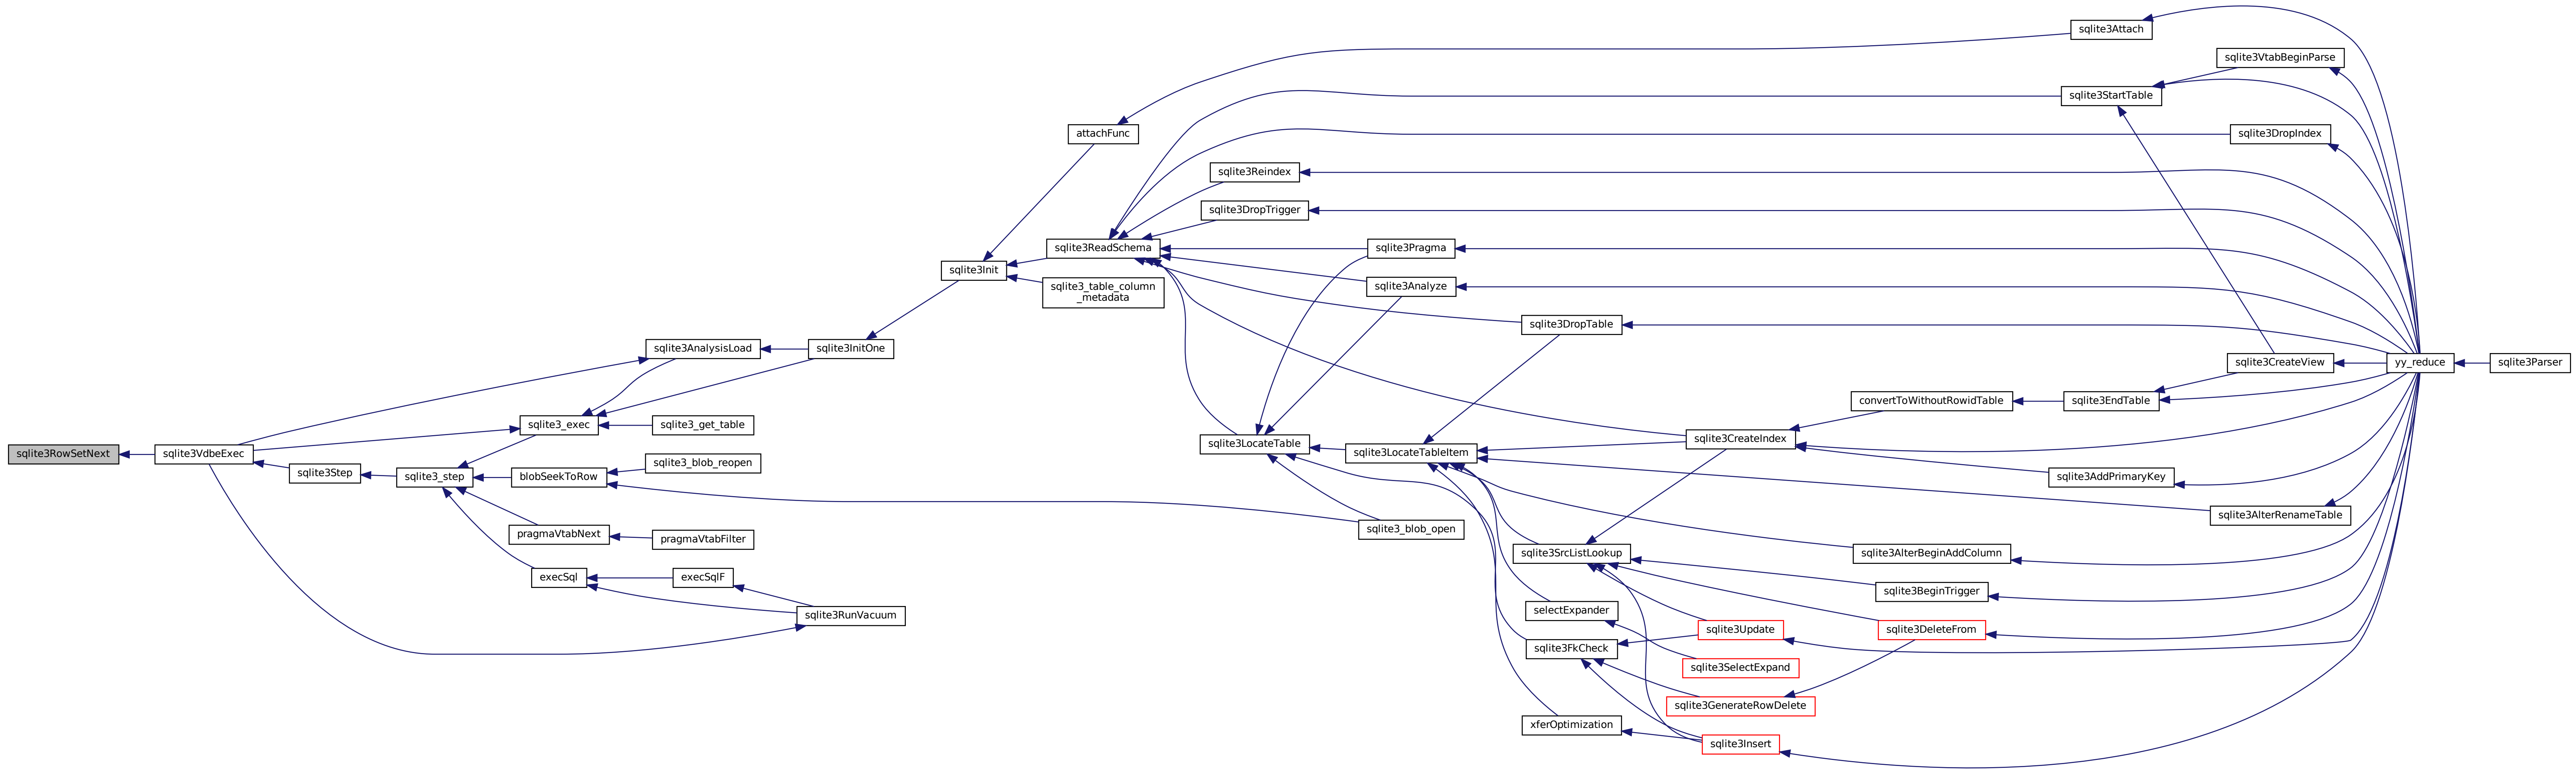 sqlite3Attach
sqlite3VtabBeginParse
sqlite3StartTable
attachFunc
sqlite3DropIndex
sqlite3Reindex
sqlite3DropTrigger
sqlite3ReadSchema
sqlite3Pragma
sqlite3Init
sqlite3_table_column
_metadata
sqlite3Analyze
sqlite3DropTable
sqlite3AnalysisLoad
sqlite3InitOne
sqlite3CreateView
yy_reduce
sqlite3Parser
convertToWithoutRowidTable
sqlite3EndTable
sqlite3_exec
sqlite3_get_table
sqlite3LocateTable
sqlite3CreateIndex
sqlite3RowSetNext
sqlite3VdbeExec
sqlite3LocateTableItem
sqlite3_blob_reopen
sqlite3Step
sqlite3_step
blobSeekToRow
sqlite3AddPrimaryKey
sqlite3AlterRenameTable
sqlite3_blob_open
pragmaVtabNext
pragmaVtabFilter
sqlite3SrcListLookup
sqlite3AlterBeginAddColumn
execSql
execSqlF
sqlite3BeginTrigger
selectExpander
sqlite3RunVacuum
sqlite3Update
sqlite3DeleteFrom
sqlite3FkCheck
sqlite3SelectExpand
sqlite3GenerateRowDelete
xferOptimization
sqlite3Insert